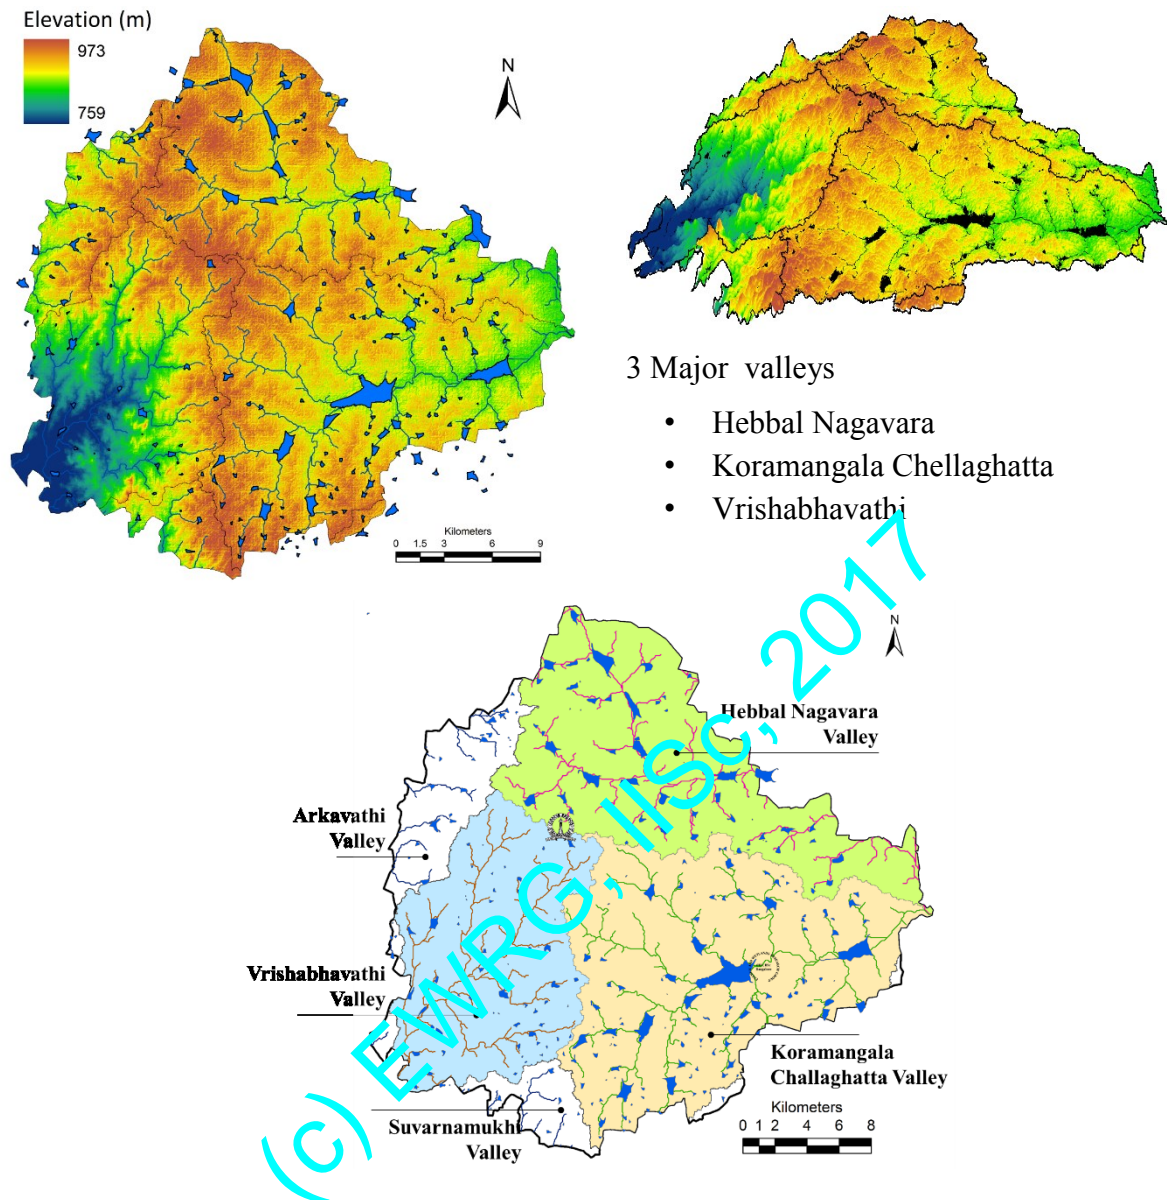 Elevation (m)
973
759
N
Kilometers
0 1.5 3 6 9
3 Major valleys
• Hebbal Nagavara
• Koramangala Chellaghatta
• Vrishabhavathi
N
Hebbal Nagavara
Valley
Arkavathi
Valley
Vrishabhavathi
Valley
Koramangala
Challaghatta Valley
Suvarnamukhi
Valley
Kilometers
0 1 2 4 6 8
(c) EWRG, IISc, 2017